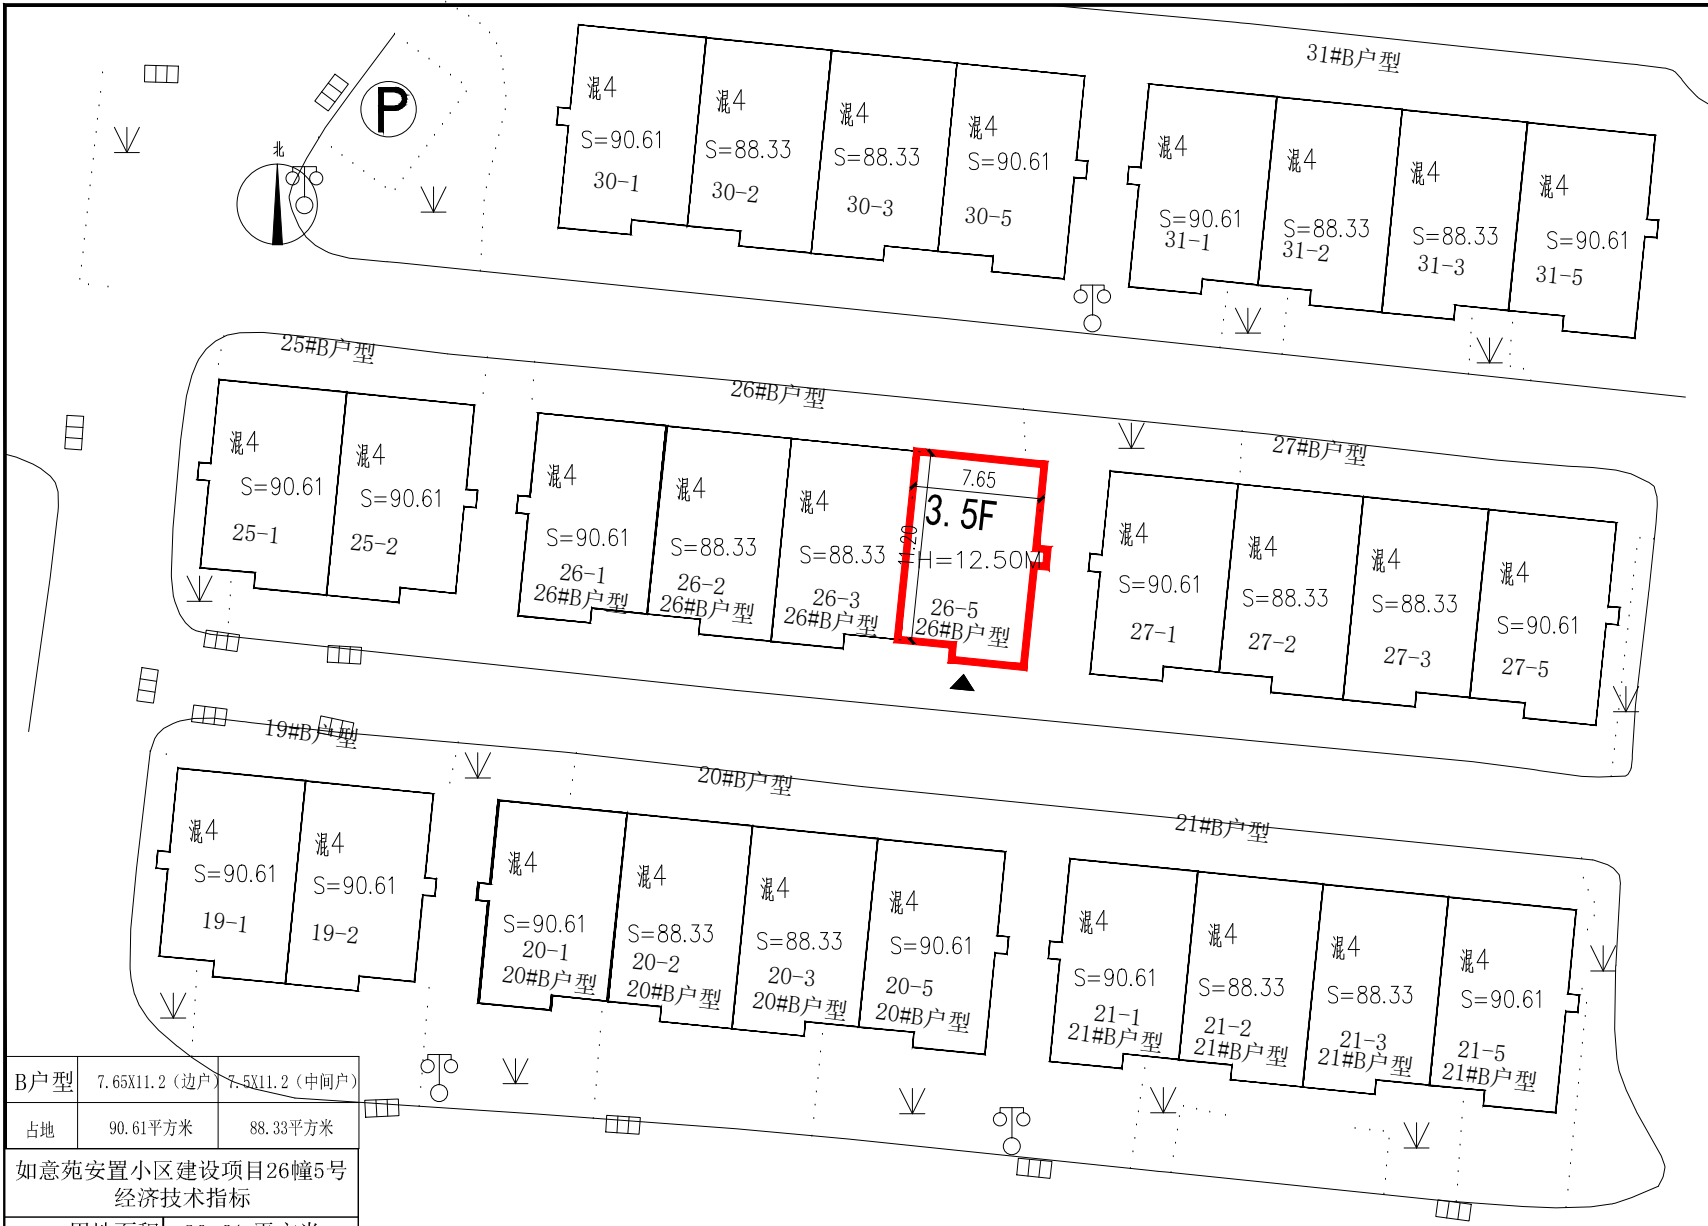 31#B户型
P
北
混4
S=90.61
30-1
混4
S=88.33
30-2
混4
S=88.33
30-3
混4
S=90.61
30-5
混4
S=90.61
31-1
混4
S=88.33
31-2
混4
S=88.33
31-3
混4
S=90.61
31-5
25#B户型
26#B户型
27#B户型
混4
S=90.61
25-1
混4
S=90.61
25-2
混4
S=90.61
26-1
26#B户型
混4
S=88.33
26-2
26#B户型
混4
S=88.33
26-3
26#B户型
7.65
11.20
3.5F
H=12.50M
26-5
26#B户型
混4
S=90.61
27-1
混4
S=88.33
27-2
混4
S=88.33
27-3
混4
S=90.61
27-5
19#B户型
20#B户型
21#B户型
混4
S=90.61
19-1
混4
S=90.61
19-2
混4
S=90.61
20-1
20#B户型
混4
S=88.33
20-2
20#B户型
混4
S=88.33
20-3
20#B户型
混4
S=90.61
20-5
20#B户型
混4
S=90.61
21-1
21#B户型
混4
S=88.33
21-2
21#B户型
混4
S=88.33
21-3
21#B户型
混4
S=90.61
21-5
21#B户型
B户型 7.65X11.2（边户） 7.5X11.2（中间户）
占地 90.61平方米 88.33平方米
如意苑安置小区建设项目26幢5号
经济技术指标